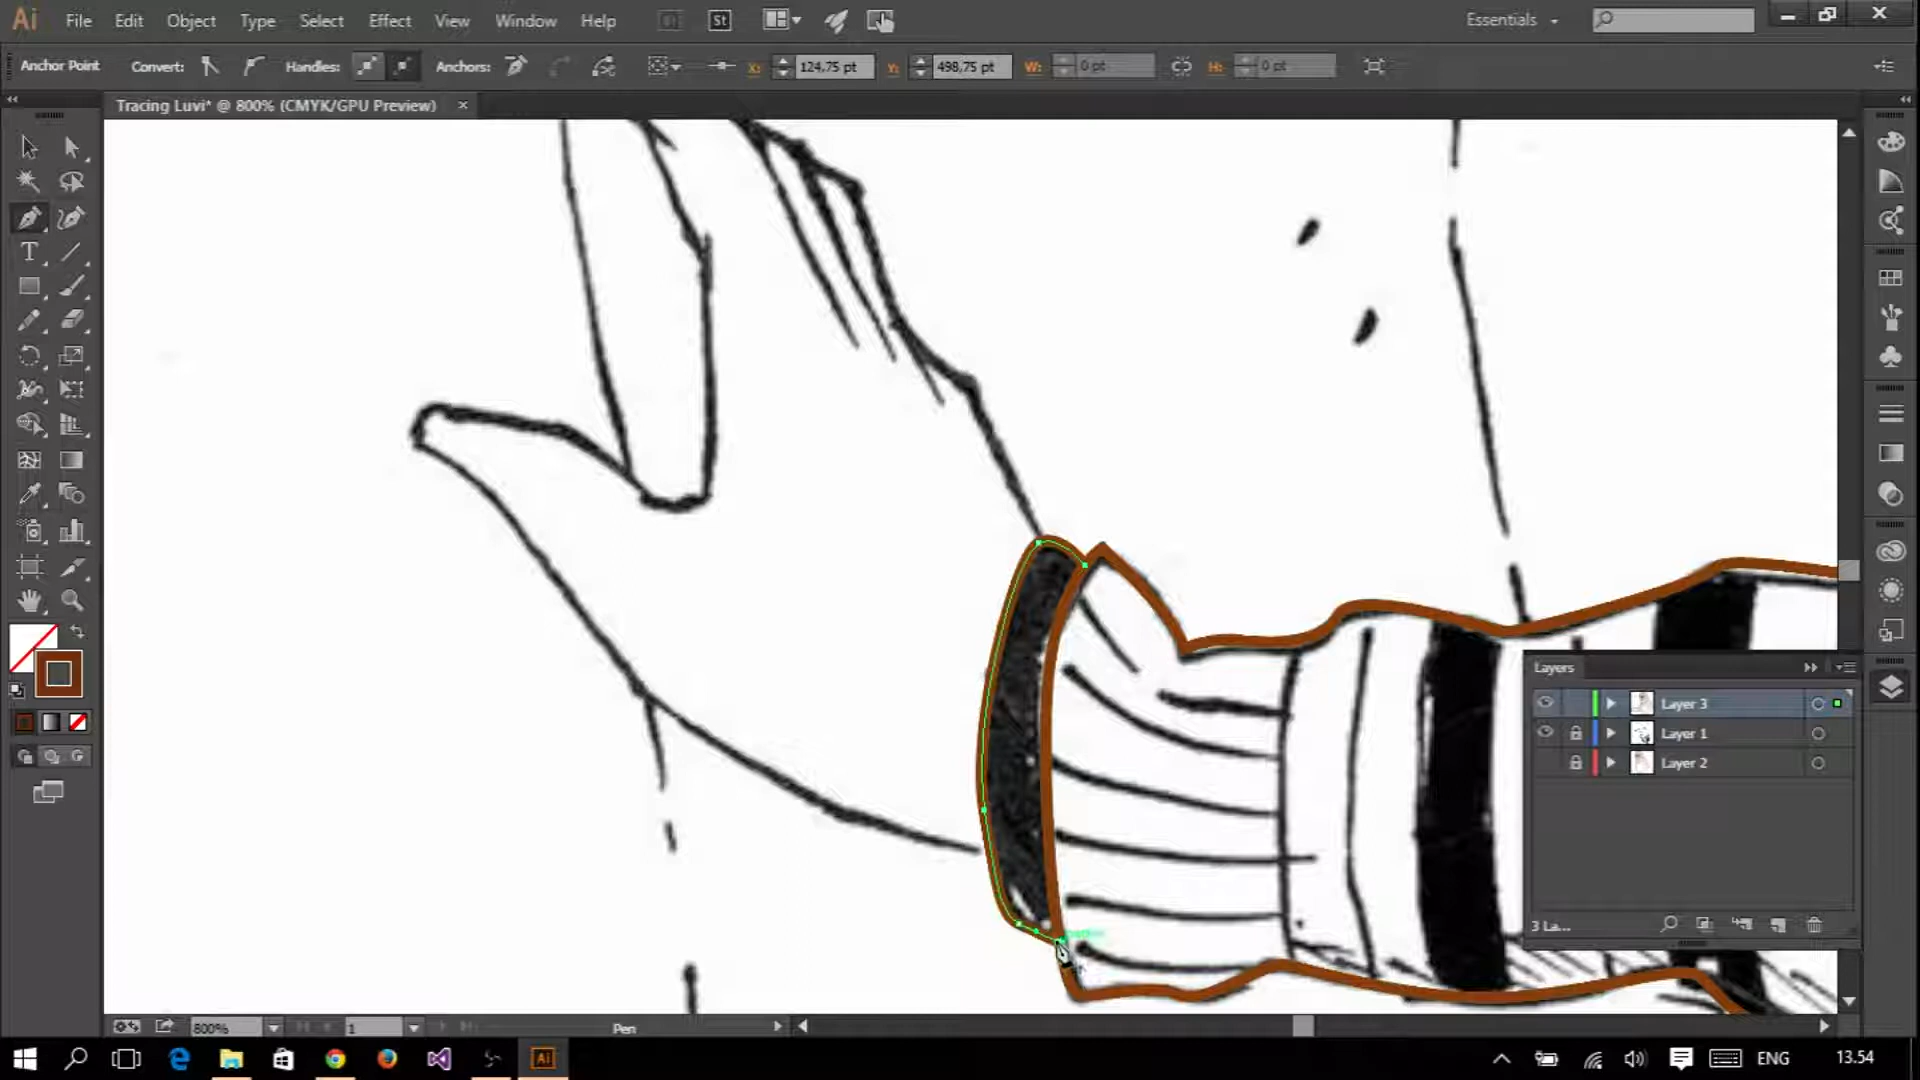 Ai File Edit Object Type Select Effect View Window Help St Essentials
Anchor Point Convert: Handles: Anchors: X: 124,75 pt Y: 498,75 pt W: 0 pt H: 0 pt
Tracing Luvi* @ 800% (CMYK/GPU Preview)
Layers
Layer 3
Layer 1
Layer 2
3 La...
800% 1 Pen
Ai ENG 13.54